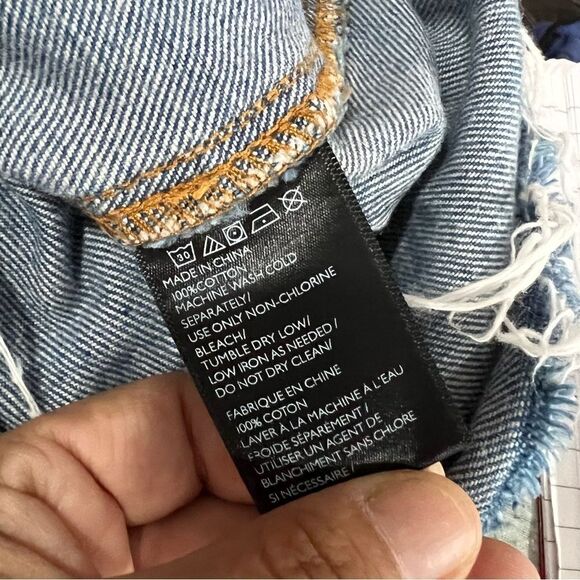 30
MADE IN CHINA
100%COTTON
MACHINE WASH COLD
SEPARATELY/
USE ONLY NON-CHLORINE
BLEACH/
TUMBLE DRY LOW/
LOW IRON AS NEEDED/
DO NOT DRY CLEAN/
FABRIQUE EN CHINE
100% COTON
LAVER À LA MACHINE À L'EAU
FROIDE SÉPARÉMENT/
UTILISER UN AGENT DE
BLANCHIMENT SANS CHLORE
SI NÉCESSAIRE /